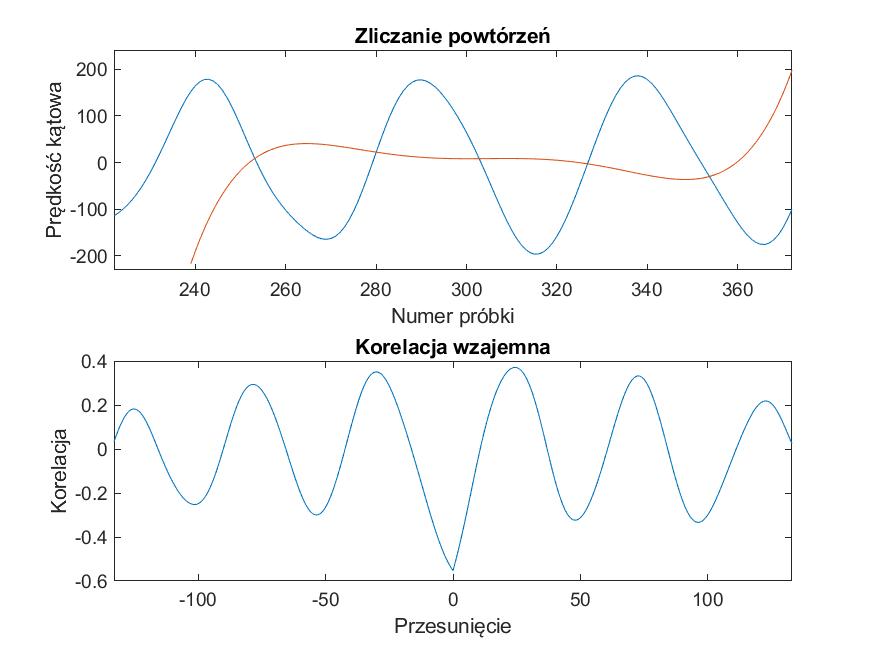 Zliczanie powtórzeń
200
100
0
-100
-200
Prędkość kątowa
240 260 280 300 320 340 360
Numer próbki
Korelacja wzajemna
0.4
0.2
0
-0.2
-0.4
-0.6
Korelacja
-100 -50 0 50 100
Przesunięcie